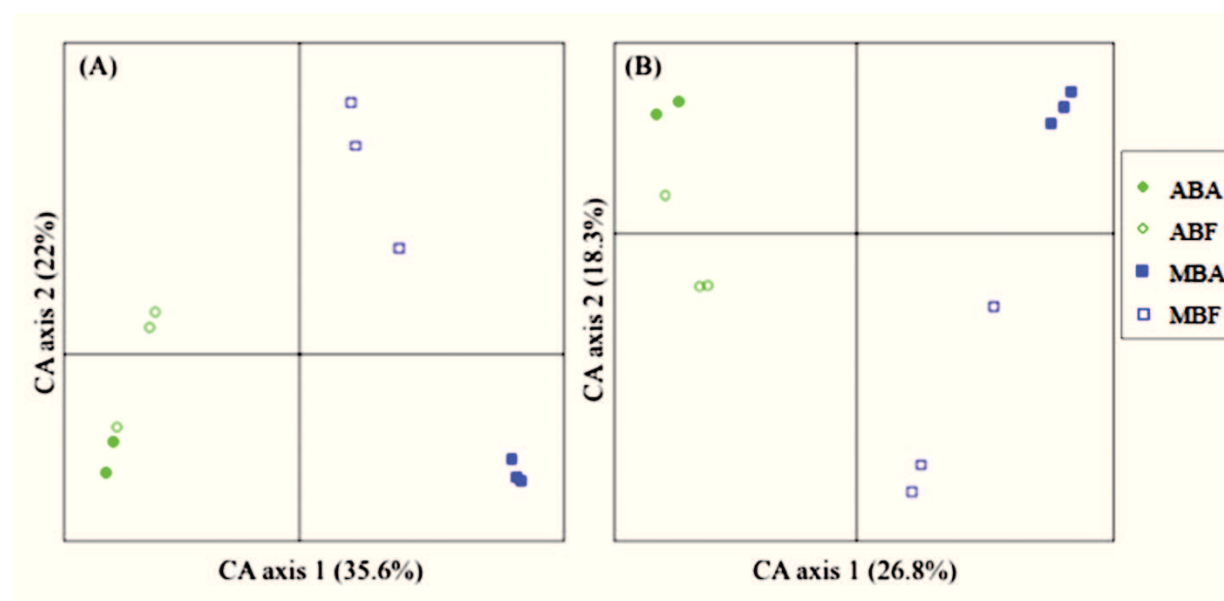 (A)
CA axis 2 (22%)
CA axis 1 (35.6%)
(B)
CA axis 2 (18.3%)
CA axis 1 (26.8%)
ABA
ABF
MBA
MBF